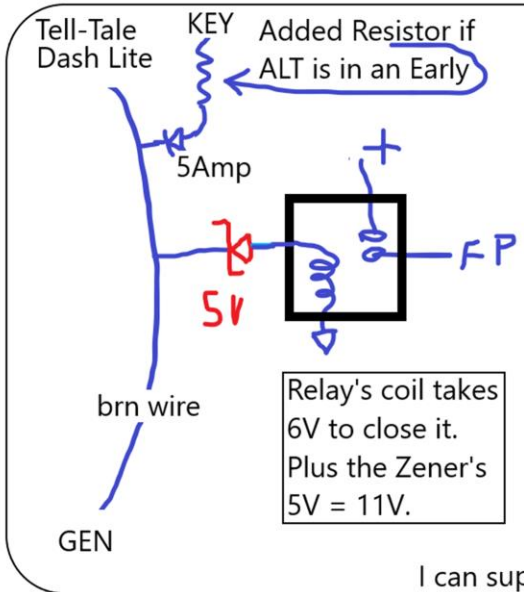 Tell-Tale
Dash Lite
KEY
Added Resistor if
ALT is in an Early
5Amp
+
FP
5V
brn wire
Relay's coil takes
6V to close it.
Plus the Zener's
5V = 11V.
GEN
I can sup